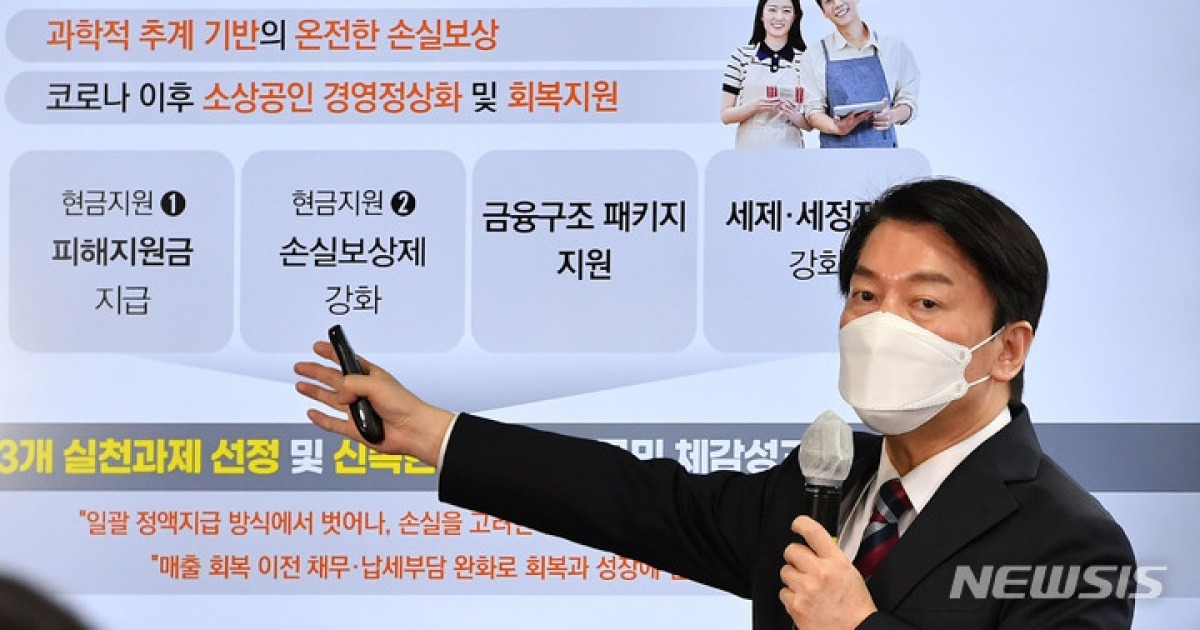 과학적 추계 기반의 온전한 손실보상
코로나 이후 소상공인 경영정상화 및 회복지원
현금지원 ❶
피해지원금
지급
현금지원 ❷
손실보상제
강화
금융구조 패키지
지원
세제·세정
강화
3개 실천과제 선정 및 체감성
"일괄 정액지급 방식에서 벗어나, 손실을
"매출 회복 이전 채무·납세부담 완화로 회복과
NEWSIS